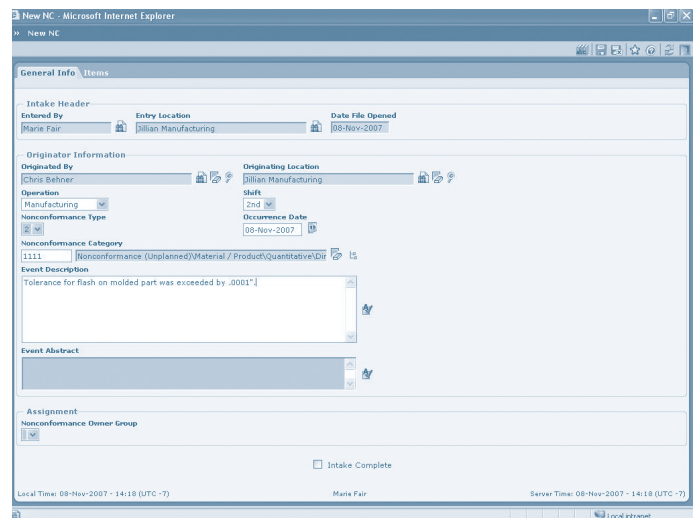 New NC - Microsoft Internet Explorer
» New NC
General Info Items
Intake Header
Entered By Entry Location Date File Opened
Marie Fair Jillian Manufacturing 08-Nov-2007
Originator Information
Originated By Originating Location
Chris Behner Jillian Manufacturing
Operation Shift
Manufacturing 2nd
Nonconformance Type Occurrence Date
2 08-Nov-2007
Nonconformance Category
1111 Nonconformance (Unplanned)\Material / Product\Quantitative\Dir
Event Description
Tolerance for flash on molded part was exceeded by .0001".
Event Abstract
Assignment
Nonconformance Owner Group
Intake Complete
Local Time: 08-Nov-2007 - 14:18 (UTC -7) Marie Fair Server Time: 08-Nov-2007 - 14:18 (UTC -7)
Local intranet